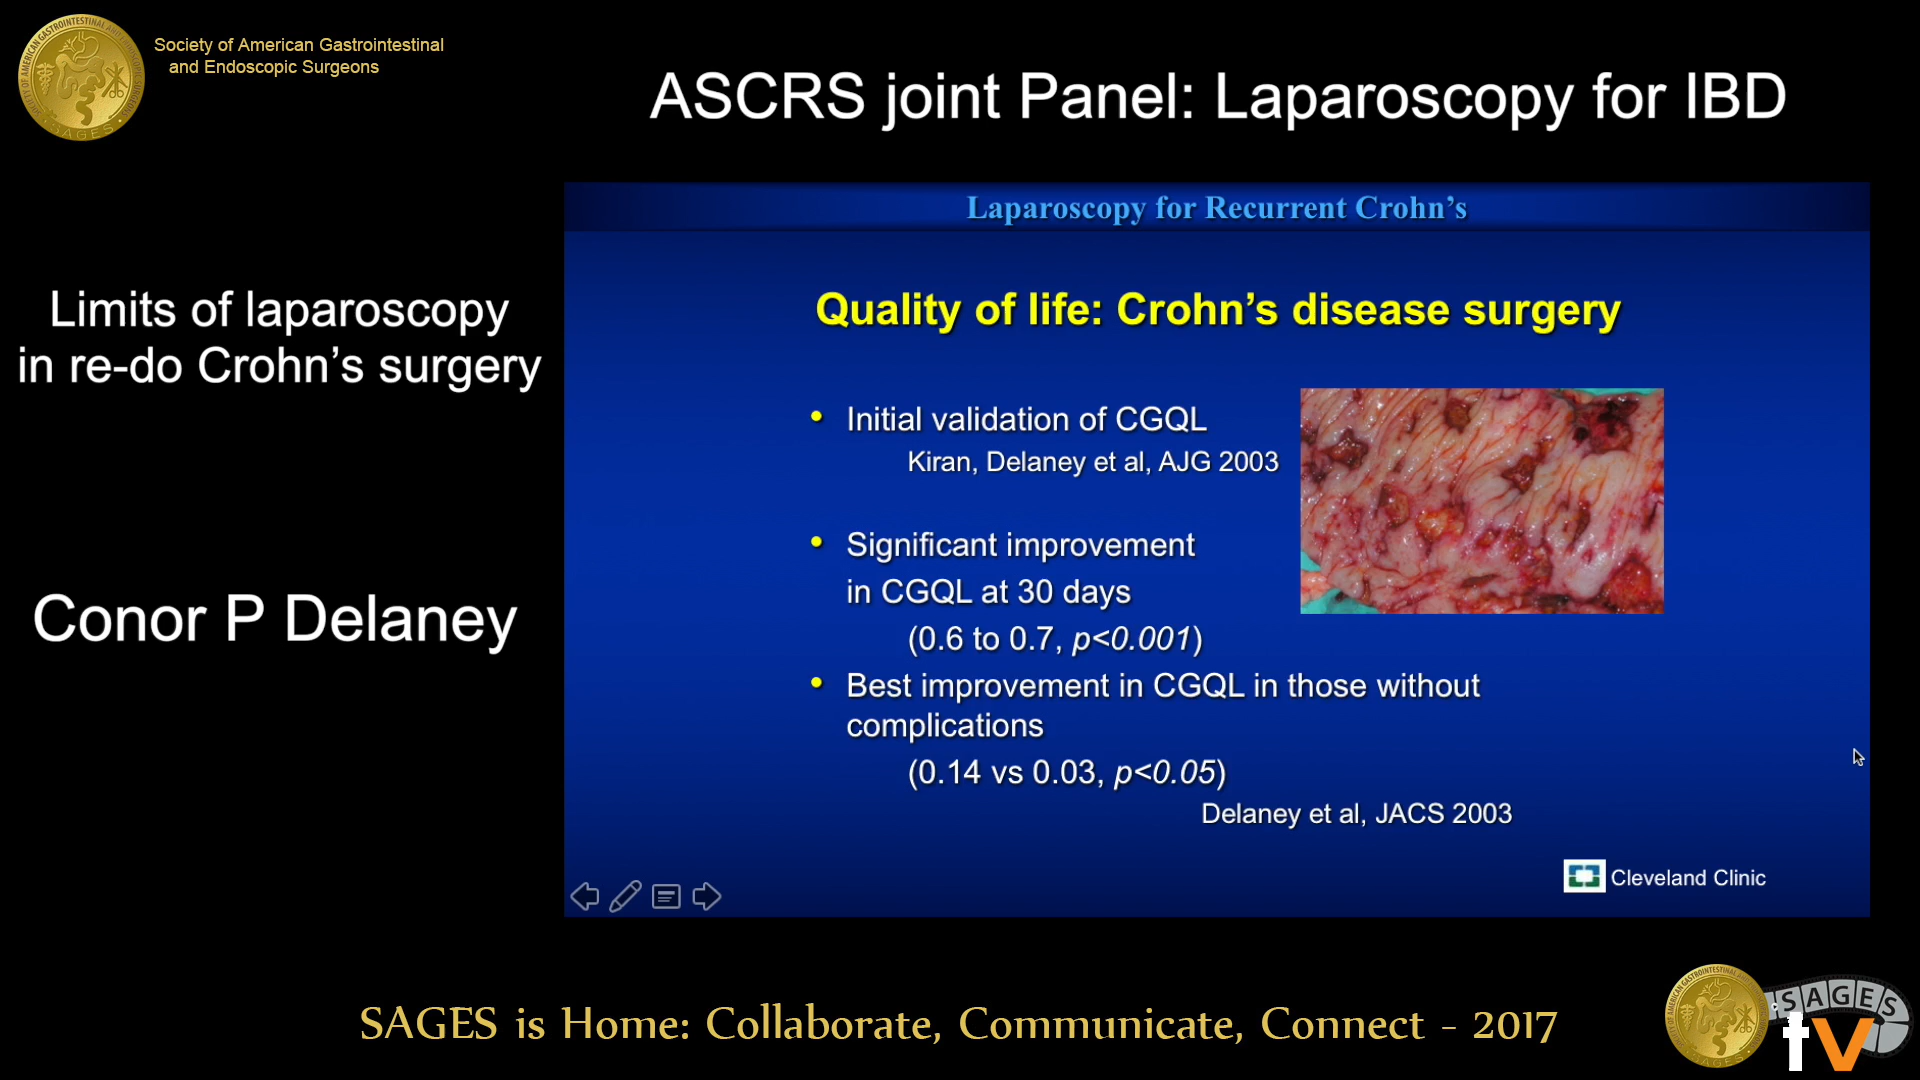 Society of American Gastrointestinal
and Endoscopic Surgeons
ASCRS joint Panel: Laparoscopy for IBD
Limits of laparoscopy
in re-do Crohn’s surgery
Conor P Delaney
Laparoscopy for Recurrent Crohn’s
Quality of life: Crohn’s disease surgery
• Initial validation of CGQL
Kiran, Delaney et al, AJG 2003
• Significant improvement
in CGQL at 30 days
(0.6 to 0.7, p<0.001)
• Best improvement in CGQL in those without
complications
(0.14 vs 0.03, p<0.05)
Delaney et al, JACS 2003
Cleveland Clinic
SAGES is Home: Collaborate, Communicate, Connect - 2017
SAGES
tv